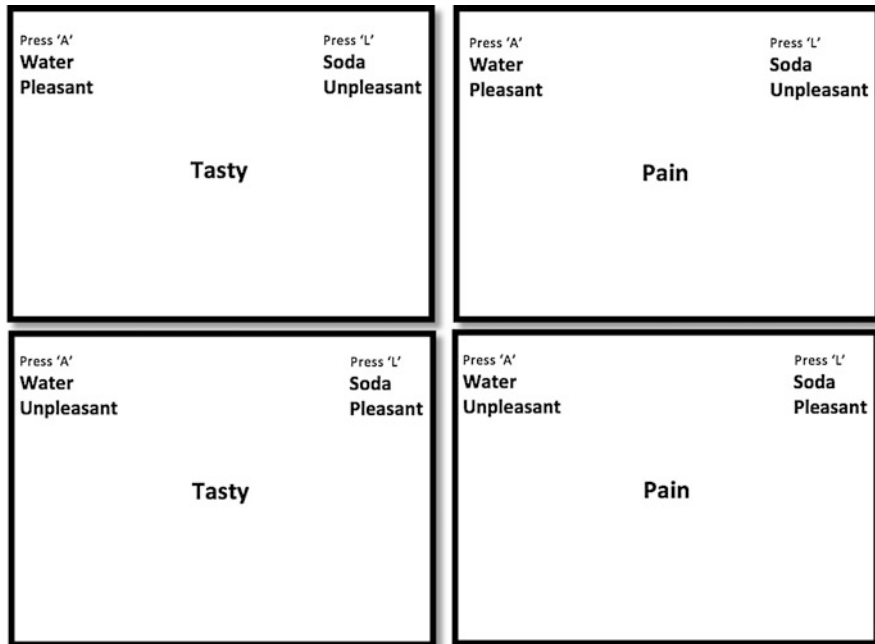 Press ‘A’
Water
Pleasant
Press ‘L’
Soda
Unpleasant
Tasty
Press ‘A’
Water
Pleasant
Press ‘L’
Soda
Unpleasant
Pain
Press ‘A’
Water
Unpleasant
Press ‘L’
Soda
Pleasant
Tasty
Press ‘A’
Water
Unpleasant
Press ‘L’
Soda
Pleasant
Pain